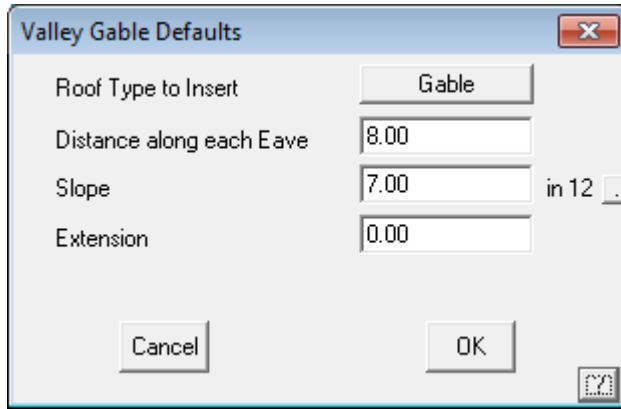 Valley Gable Defaults
Roof Type to Insert Gable
Distance along each Eave 8.00
Slope 7.00 in 12 .
Extension 0.00
Cancel OK
[?]